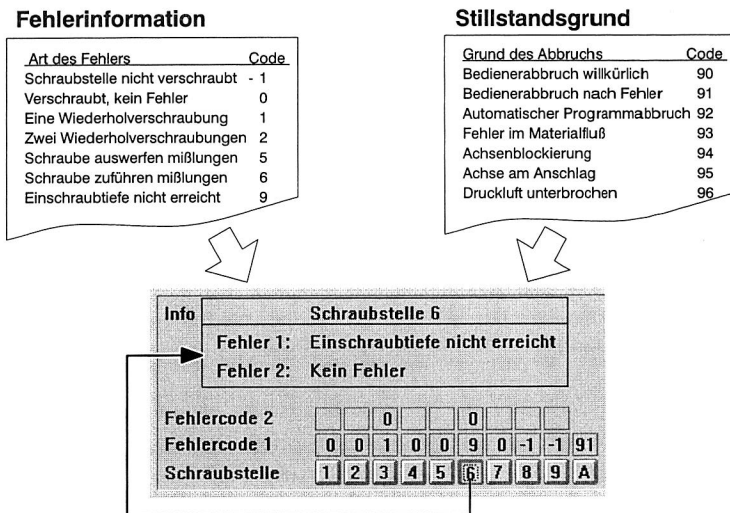 Fehlerinformation
Art des Fehlers Code
Schraubstelle nicht verschraubt - 1
Verschraubt, kein Fehler 0
Eine Wiederholverschraubung 1
Zwei Wiederholverschraubungen 2
Schraube auswerfen mißlungen 5
Schraube zuführen mißlungen 6
Einschraubtiefe nicht erreicht 9
Stillstandsgrund
Grund des Abbruchs Code
Bedienerabbruch willkürlich 90
Bedienerabbruch nach Fehler 91
Automatischer Programmabbruch 92
Fehler im Materialfluß 93
Achsenblockierung 94
Achse am Anschlag 95
Druckluft unterbrochen 96
Info Schraubstelle 6
Fehler 1: Einschraubtiefe nicht erreicht
Fehler 2: Kein Fehler
Fehlercode 2 0 0
Fehlercode 1 0 0 1 0 0 9 0 -1 -1 91
Schraubstelle 1 2 3 4 5 6 7 8 9 A